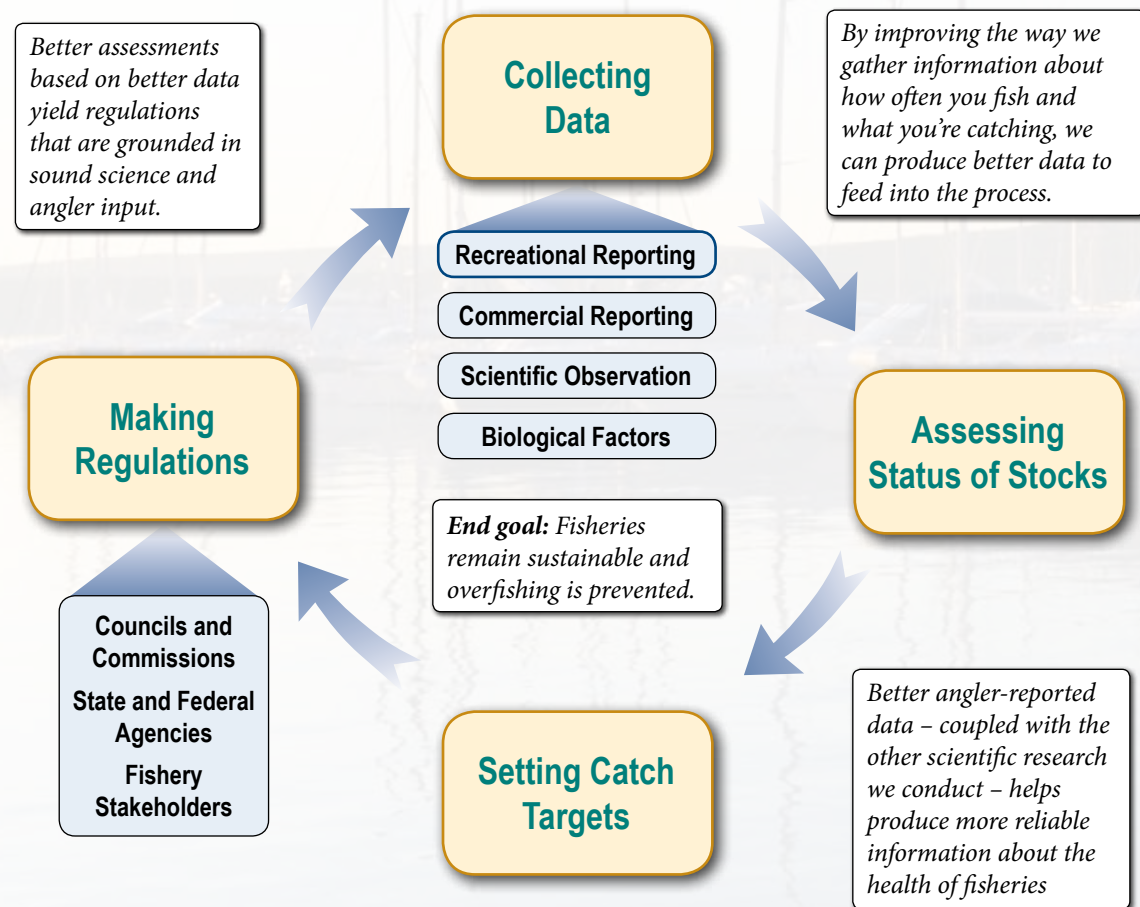 Better assessments
based on better data
yield regulations
that are grounded in
sound science and
angler input.
Collecting
Data
By improving the way we
gather information about
how often you fish and
what you're catching, we
can produce better data to
feed into the process.
Recreational Reporting
Commercial Reporting
Scientific Observation
Biological Factors
Making
Regulations
Assessing
Status of Stocks
End goal: Fisheries
remain sustainable and
overfishing is prevented.
Councils and
Commissions
State and Federal
Agencies
Fishery
Stakeholders
Setting Catch
Targets
Better angler-reported
data – coupled with the
other scientific research
we conduct – helps
produce more reliable
information about the
health of fisheries